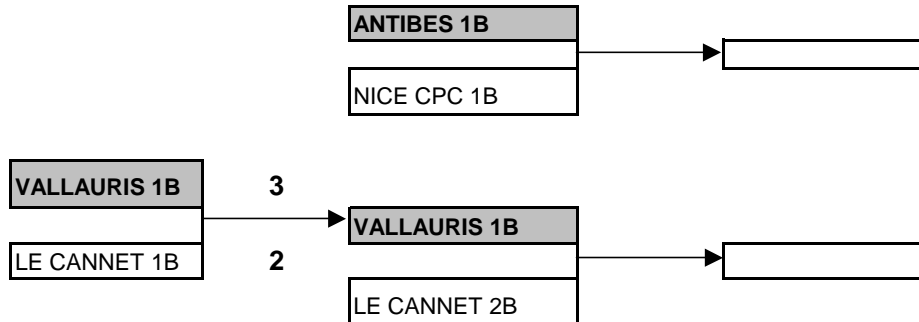 ANTIBES 1B
NICE CPC 1B
VALLAURIS 1B
3
VALLAURIS 1B
LE CANNET 1B
2
LE CANNET 2B